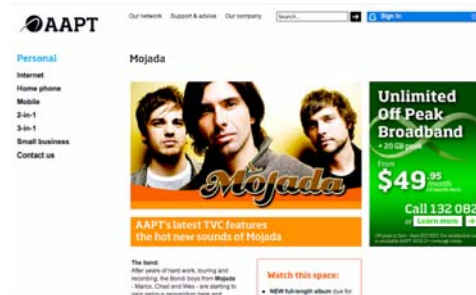 AAPT
Our network Support & advice Our company Search... Sign In
Personal
Internet
Home phone
Mobile
2-in-1
3-in-1
Small business
Contact us
Mojada
Mojada
AAPT's latest TVC features
the hot new sounds of Mojada
Unlimited
Off Peak
Broadband
+ 20 GB peak
From
$49.95
/month
Call 132 082
or Learn more
The band:
After years of hard work, touring and
recording, the Bondi boys from Mojada
- Marco, Chad and Wes - are starting to
Watch this space:
NEW full-length album due for